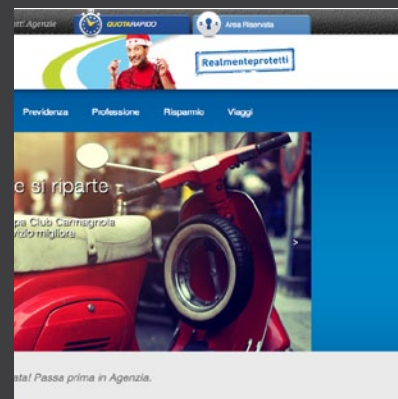 Agenzie
QUOTARAPIDO
Area Riservata
Realmenteprotetti
Previdenza Professione Risparmio Viaggi
e si riparte
pa Club Carmagnola
vizio migliore
>
ata! Passa prima in Agenzia.